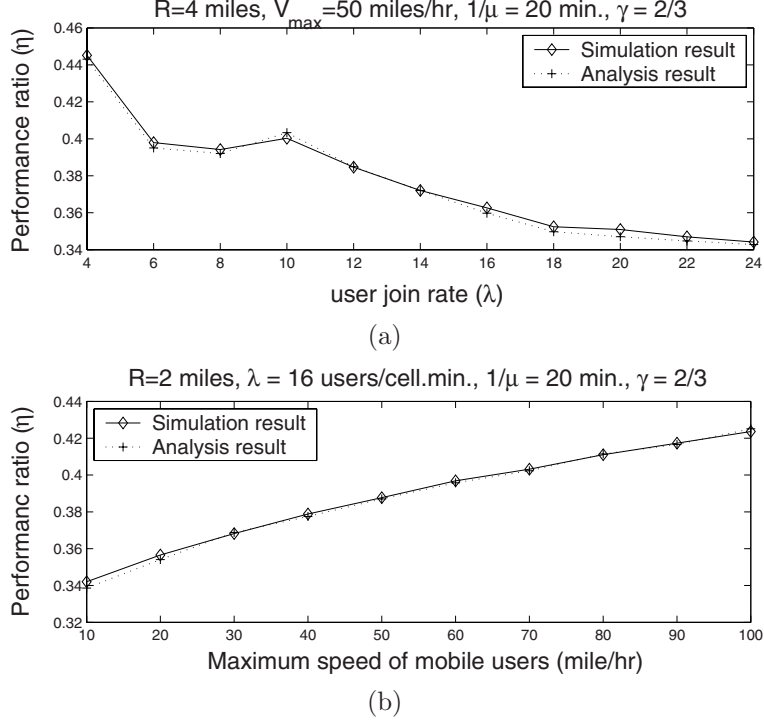 R=4 miles, Vmax=50 miles/hr, 1/μ = 20 min., γ = 2/3
Performance ratio (η)
0.46
0.44
0.42
0.4
0.38
0.36
0.34
Simulation result
Analysis result
4 6 8 10 12 14 16 18 20 22 24
user join rate (λ)
(a)
R=2 miles, λ = 16 users/cell.min., 1/μ = 20 min., γ = 2/3
Performanc ratio (η)
0.44
0.42
0.4
0.38
0.36
0.34
0.32
Simulation result
Analysis result
10 20 30 40 50 60 70 80 90 100
Maximum speed of mobile users (mile/hr)
(b)